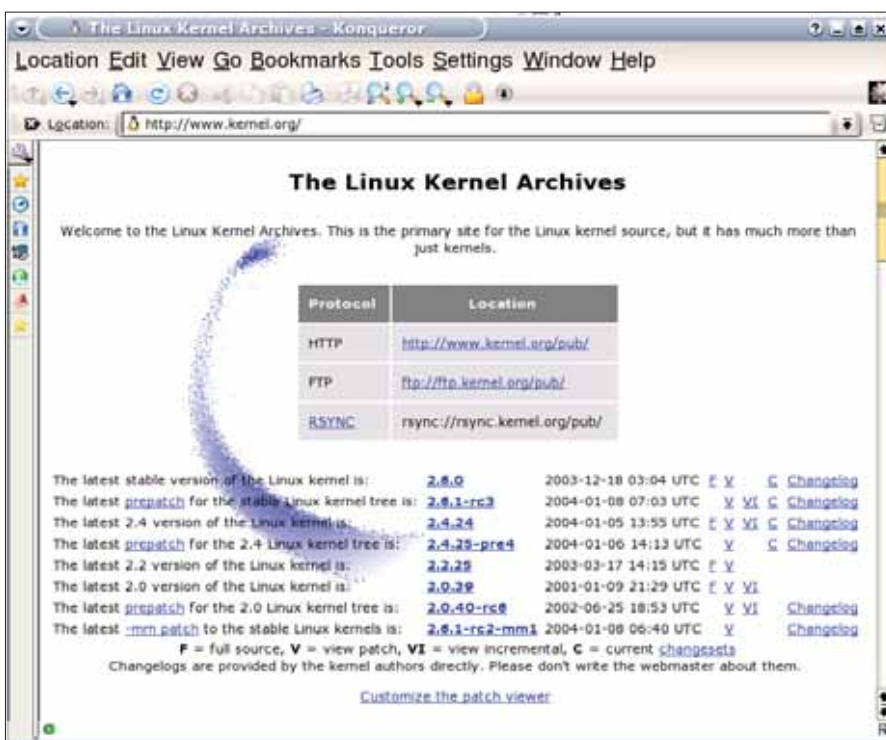 The Linux Kernel Archives - Konqueror
Location Edit View Go Bookmarks Tools Settings Window Help
Location: http://www.kernel.org/
The Linux Kernel Archives
Welcome to the Linux Kernel Archives. This is the primary site for the Linux kernel source, but it has much more than
just kernels.
Protocol Location
HTTP http://www.kernel.org/pub/
FTP ftp://ftp.kernel.org/pub/
RSYNC rsync://rsync.kernel.org/pub/
The latest stable version of the Linux kernel is: 2.6.0 2003-12-18 03:04 UTC F V C Changelog
The latest prepatch for the stable Linux kernel tree is: 2.6.1-rc3 2004-01-08 07:03 UTC V VI C Changelog
The latest 2.4 version of the Linux kernel is: 2.4.24 2004-01-05 13:55 UTC F V VI C Changelog
The latest prepatch for the 2.4 Linux kernel tree is: 2.4.25-pre4 2004-01-06 14:13 UTC V C Changelog
The latest 2.2 version of the Linux kernel is: 2.2.25 2003-03-17 14:15 UTC F V
The latest 2.0 version of the Linux kernel is: 2.0.39 2001-01-09 21:29 UTC F V VI
The latest prepatch for the 2.0 Linux kernel tree is: 2.0.40-rc6 2002-06-25 18:53 UTC V VI Changelog
The latest -mm patch to the stable Linux kernels is: 2.6.1-rc2-mm1 2004-01-08 06:40 UTC V Changelog
F = full source, V = view patch, VI = view incremental, C = current changesets
Changelogs are provided by the kernel authors directly. Please don't write the webmaster about them.
Customize the patch viewer